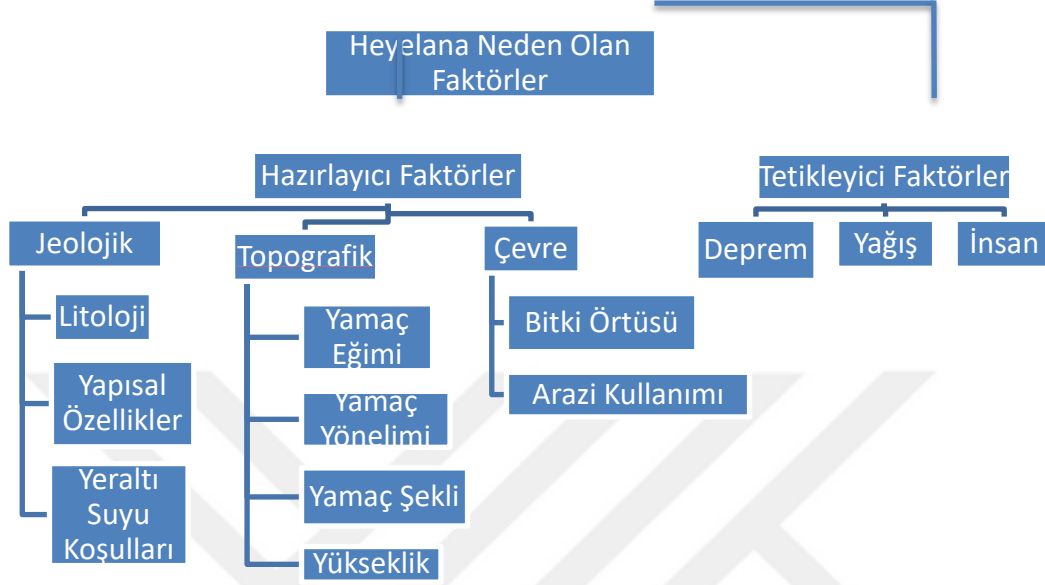 Heyelana Neden Olan
Faktörler
Hazırlayıcı Faktörler
Tetikleyici Faktörler
Jeolojik
Topografik
Çevre
Deprem
Yağış
İnsan
Litoloji
Yapısal
Özellikler
Yeraltı
Suyu
Koşulları
Yamaç
Eğimi
Yamaç
Yönelimi
Yamaç Şekli
Yükseklik
Bitki Örtüsü
Arazi Kullanımı